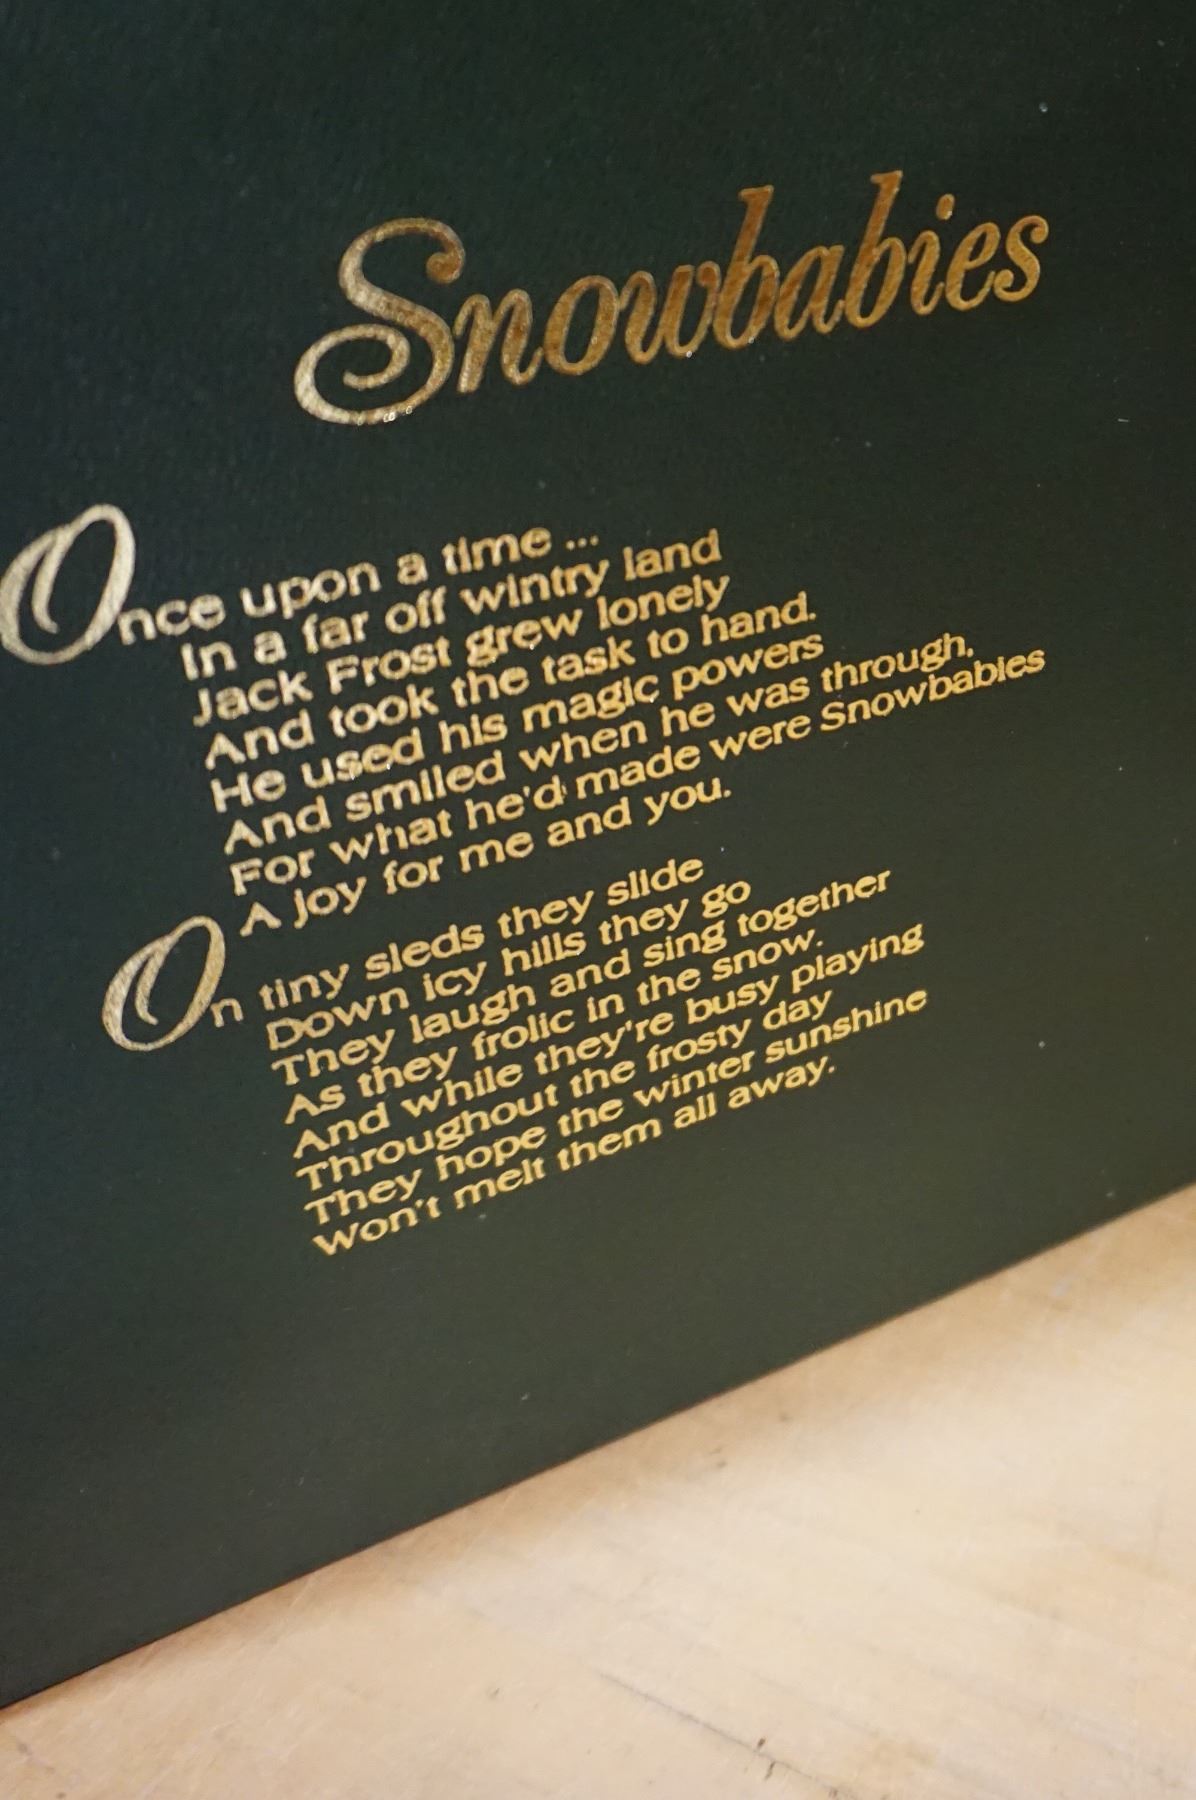 Snowbabies
Once upon a time ...
In a far off wintry land
Jack Frost grew lonely
And took the task to hand.
He used his magic powers
And smiled when he was through,
For what he'd made were Snowbabies
A joy for me and you.
On tiny sleds they slide
Down icy hills they go
They laugh and sing together
As they frolic in the snow.
And while they're busy playing
Throughout the frosty day
They hope the winter sunshine
Won't melt them all away.